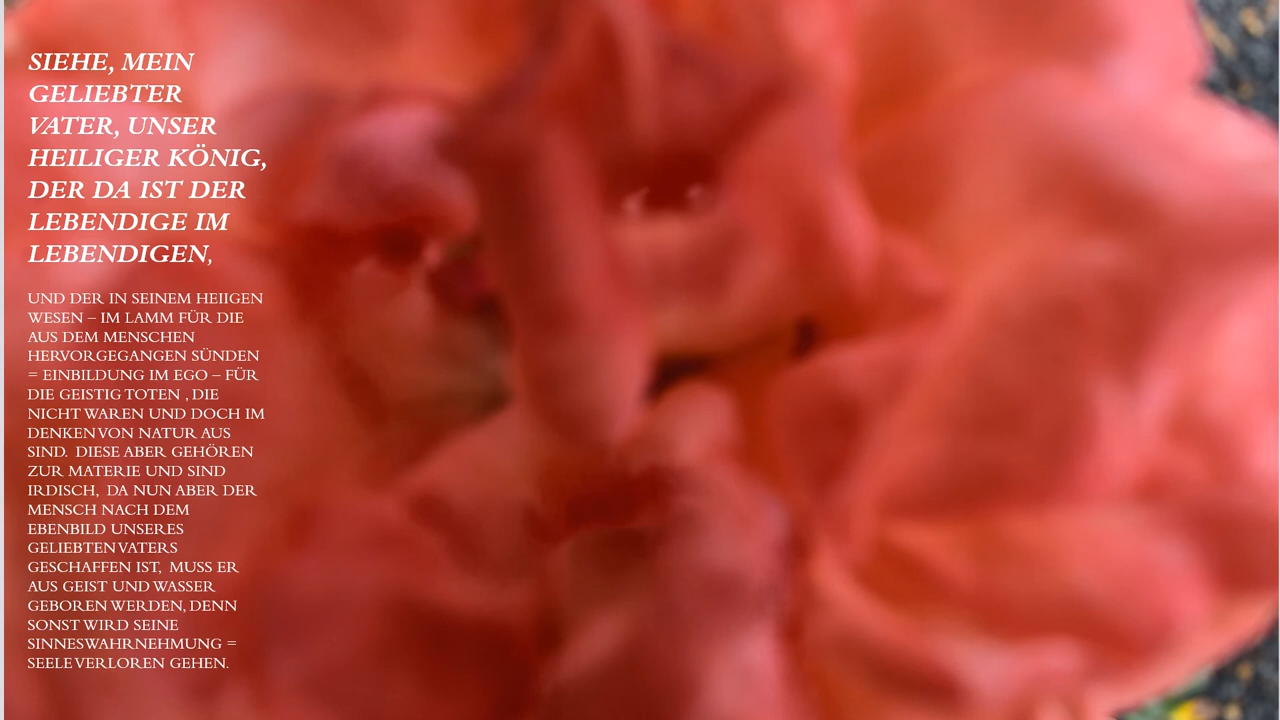 SIEHE, MEIN
GELIEBTER
VATER, UNSER
HEILIGER KÖNIG,
DER DA IST DER
LEBENDIGE IM
LEBENDIGEN,
UND DER IN SEINEM HEIIGEN
WESEN – IM LAMM FÜR DIE
AUS DEM MENSCHEN
HERVORGEGANGEN SÜNDEN
= EINBILDUNG IM EGO – FÜR
DIE GEISTIG TOTEN , DIE
NICHT WAREN UND DOCH IM
DENKEN VON NATUR AUS
SIND. DIESE ABER GEHÖREN
ZUR MATERIE UND SIND
IRDISCH, DA NUN ABER DER
MENSCH NACH DEM
EBENBILD UNSERES
GELIEBTEN VATERS
GESCHAFFEN IST, MUSS ER
AUS GEIST UND WASSER
GEBOREN WERDEN, DENN
SONST WIRD SEINE
SINNESWAHRNEHMUNG =
SEELE VERLOREN GEHEN.